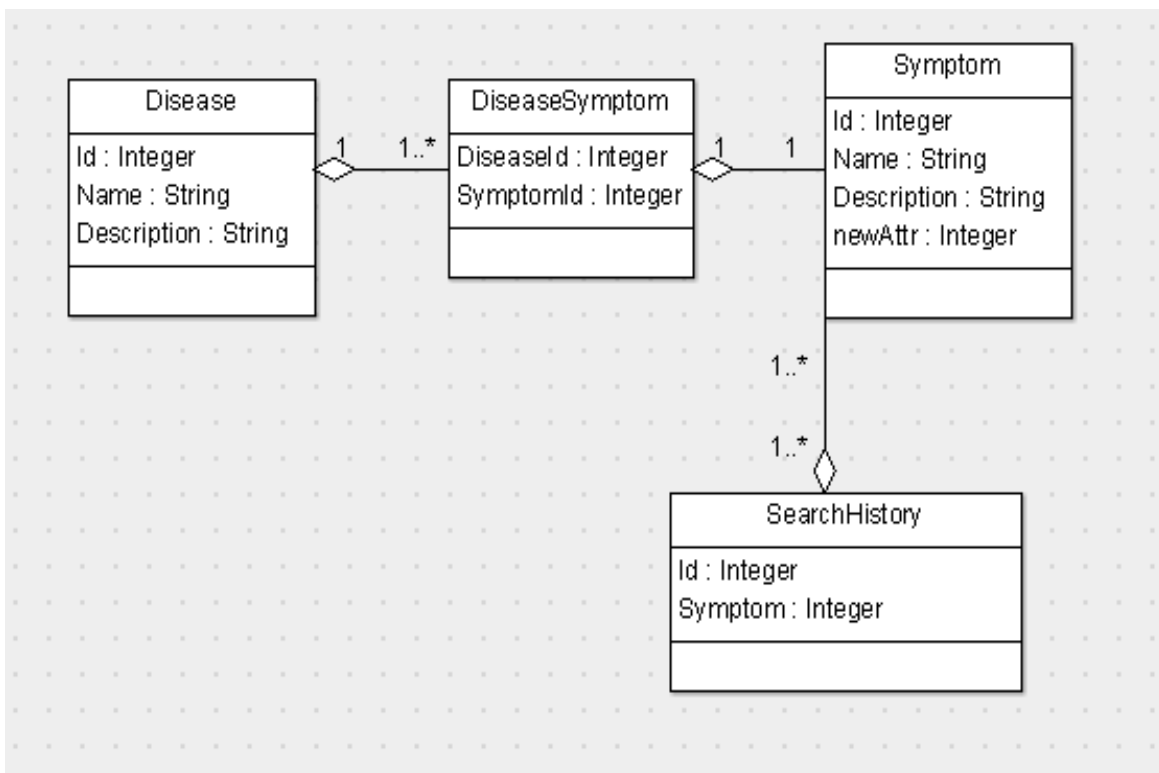 Disease
Id : Integer
Name : String
Description : String
1
1..*
DiseaseSymptom
DiseaseId : Integer
SymptomId : Integer
1
1
Symptom
Id : Integer
Name : String
Description : String
newAttr : Integer
1..*
1..*
SearchHistory
Id : Integer
Symptom : Integer